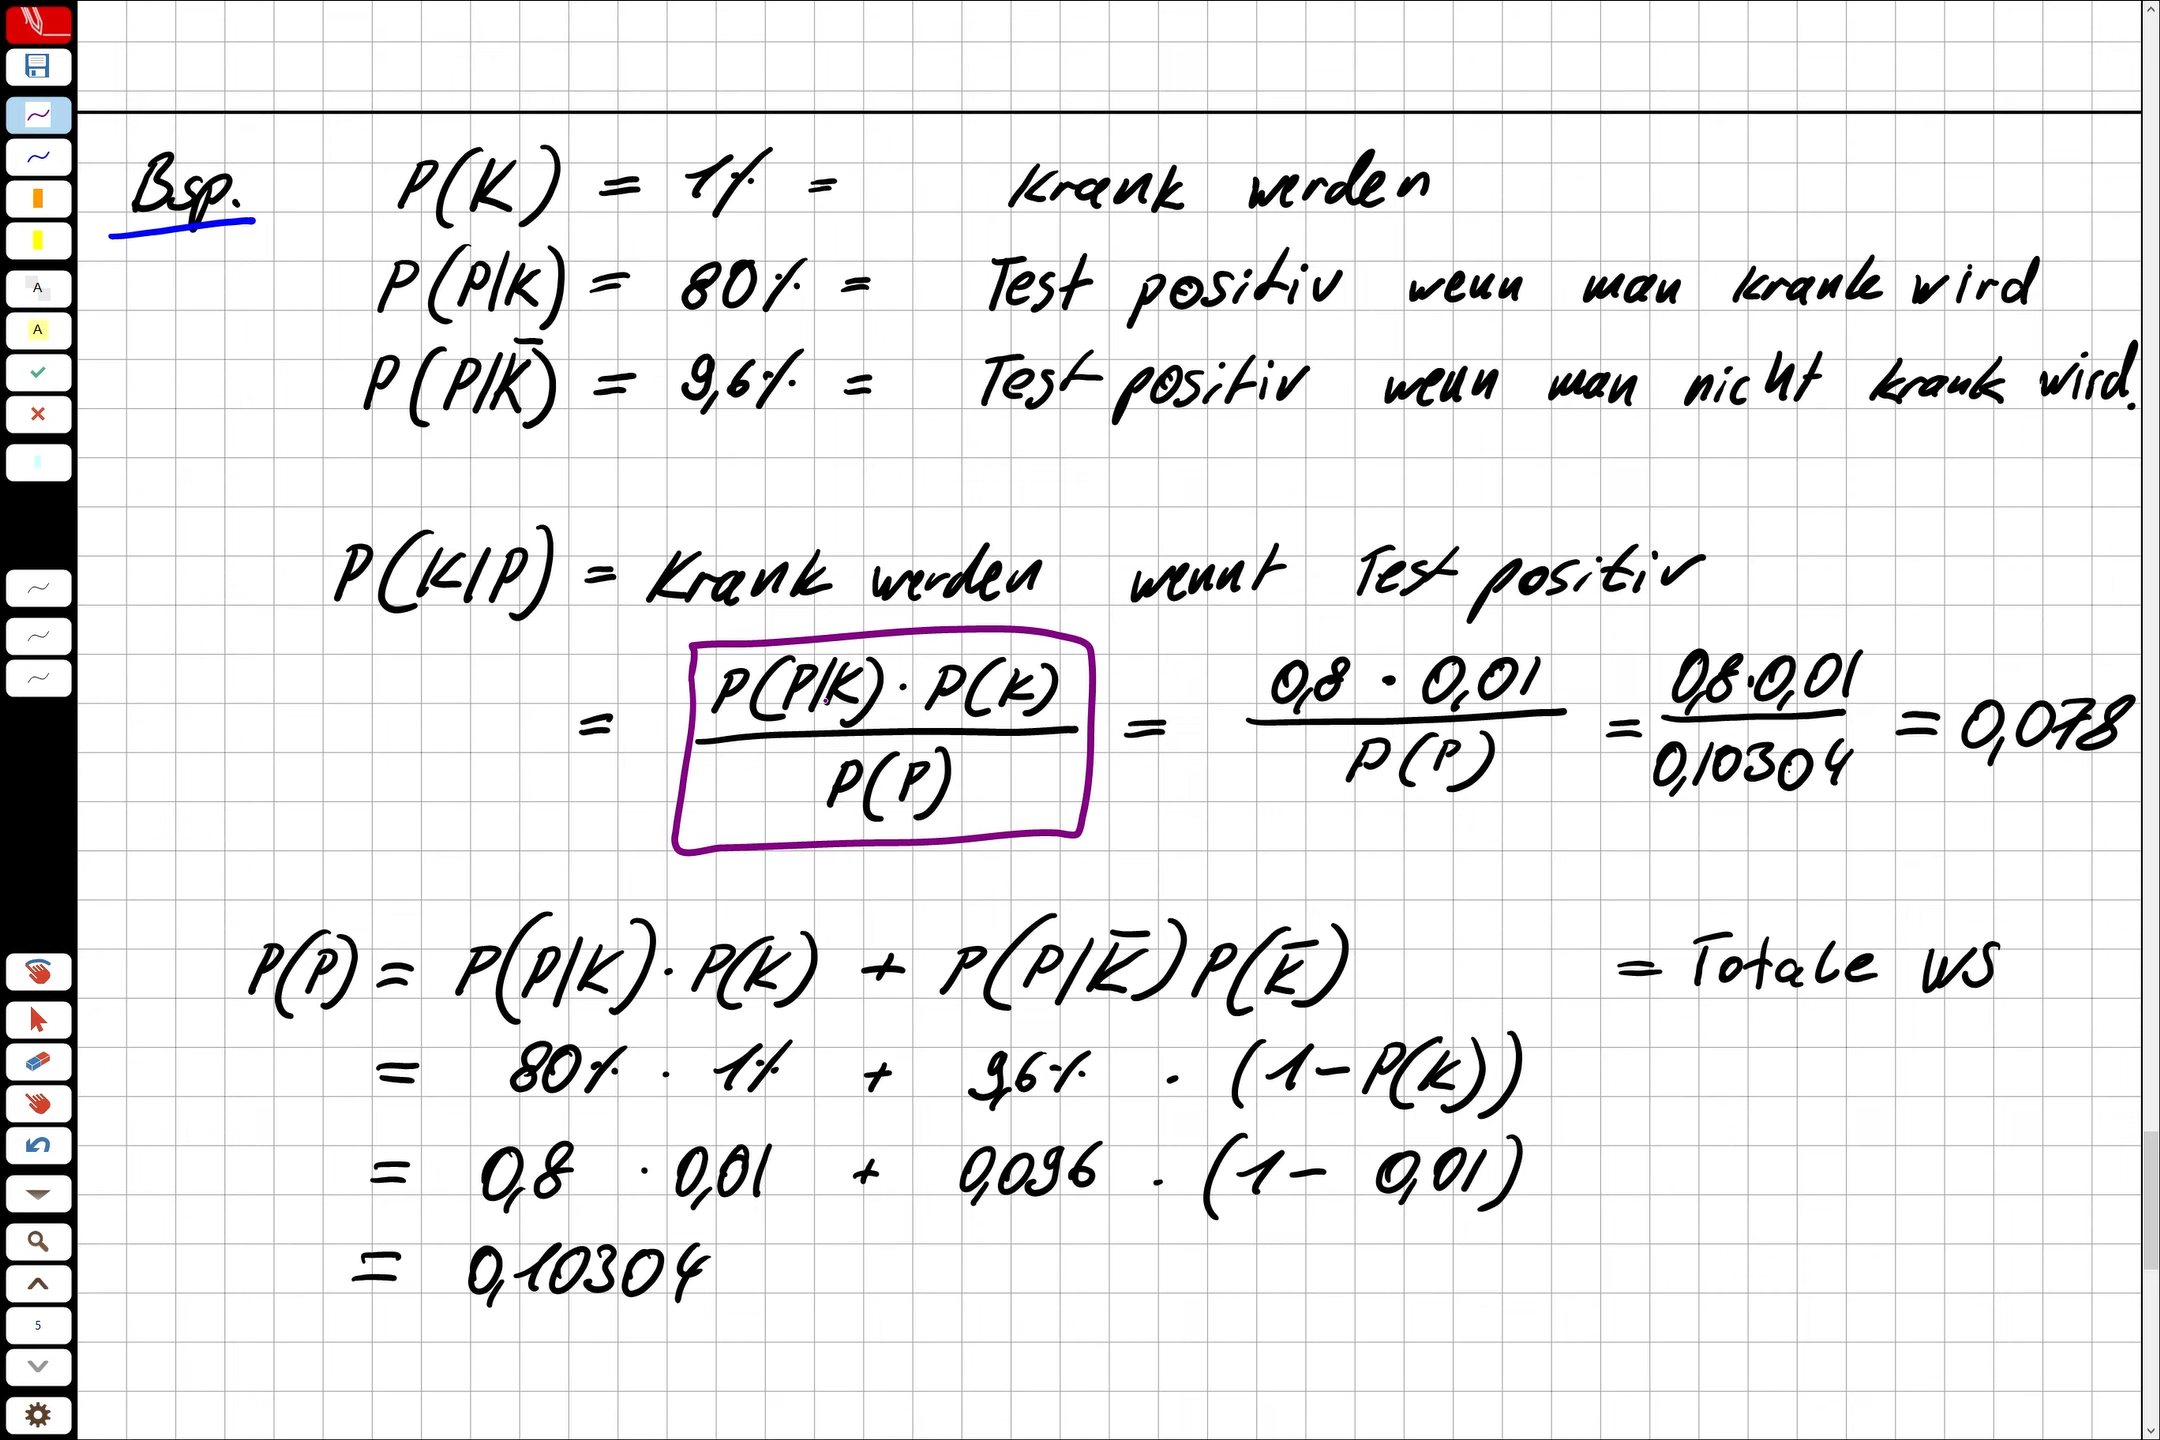 Bsp. P(K) = 1% = Krank werden
P(P|K) = 80% = Test positiv wenn man krank wird
P(P|K̄) = 9,6% = Test positiv wenn man nicht krank wird.
P(K|P) = Krank werden wennt Test positiv
= P(P|K) · P(K) / P(P) = 0,8 · 0,01 / P(P) = 0,8·0,01 / 0,10304 = 0,078
P(P) = P(P|K) · P(K) + P(P|K̄) P(K̄) = Totale WS
= 80% · 1% + 9,6% · (1 - P(K))
= 0,8 · 0,01 + 0,096 · (1 - 0,01)
= 0,10304
A
A
5